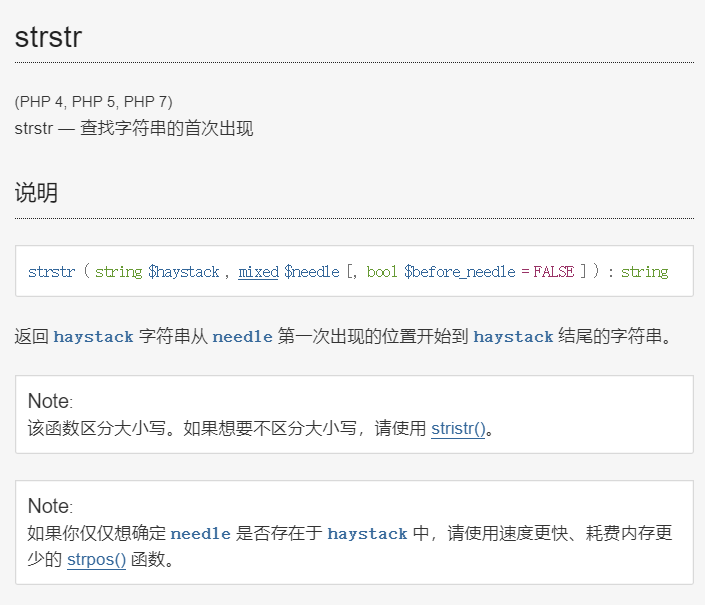 strstr
(PHP 4, PHP 5, PHP 7)
strstr — 查找字符串的首次出现
说明
strstr ( string $haystack , mixed $needle [, bool $before_needle = FALSE ] ) : string
返回 haystack 字符串从 needle 第一次出现的位置开始到 haystack 结尾的字符串。
Note:
该函数区分大小写。如果想要不区分大小写，请使用 stristr()。
Note:
如果你仅仅想确定 needle 是否存在于 haystack 中，请使用速度更快、耗费内存更
少的 strpos() 函数。